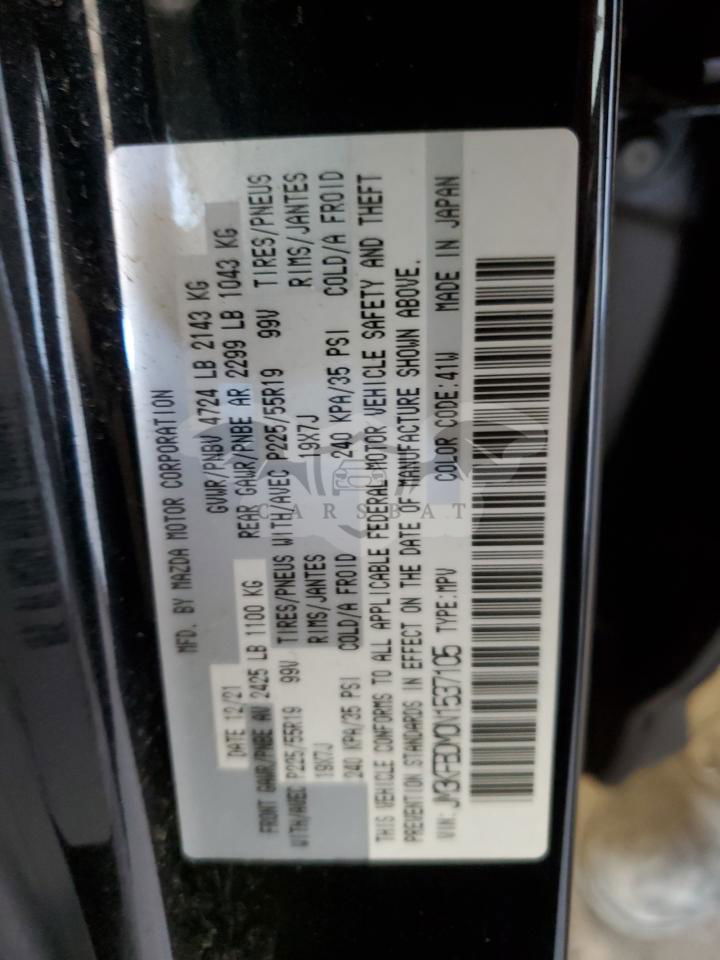 MFD. BY MAZDA MOTOR CORPORATION
DATE 12/21 GVWR/PNBV 4724 LB 2143 KG
FRONT GAWR/PNBE AV 2425 LB 1100 KG REAR GAWR/PNBE AR 2299 LB 1043 KG
WITH/AVEC P225/55R19 99V TIRES/PNEUS WITH/AVEC P225/55R19 99V TIRES/PNEUS
19X7J RIMS/JANTES 19X7J RIMS/JANTES
240 KPA/35 PSI COLD/A FROID 240 KPA/35 PSI COLD/A FROID
THIS VEHICLE CONFORMS TO ALL APPLICABLE FEDERAL MOTOR VEHICLE SAFETY AND THEFT
PREVENTION STANDARDS IN EFFECT ON THE DATE OF MANUFACTURE SHOWN ABOVE.
VIN: JM3KFBDM0N1537105 TYPE:MPV COLOR CODE:41W MADE IN JAPAN
CARSBAT